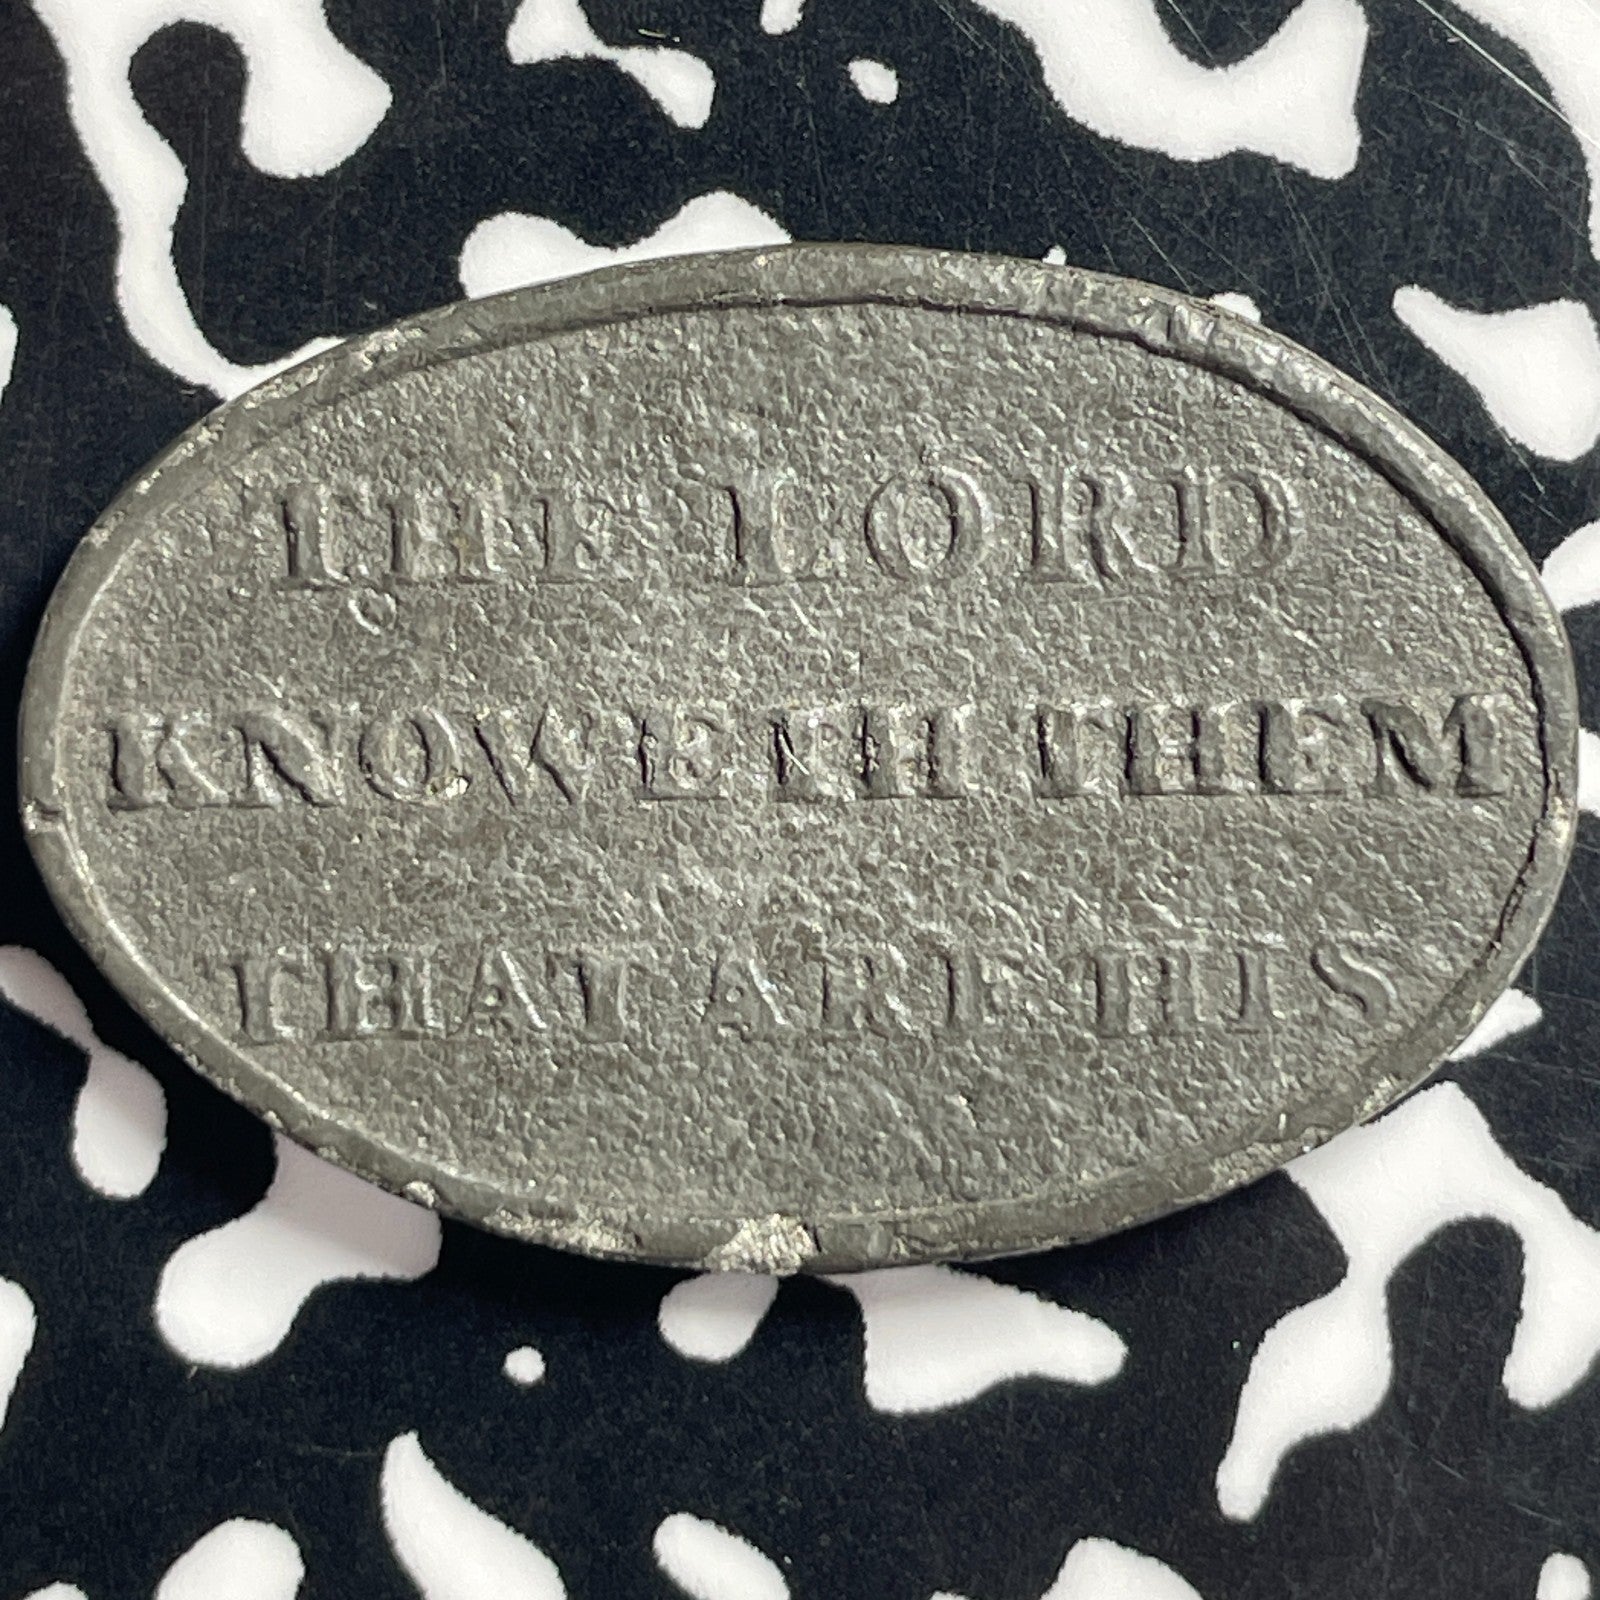 THE LORD
KNOWETH THEM
THAT ARE HIS